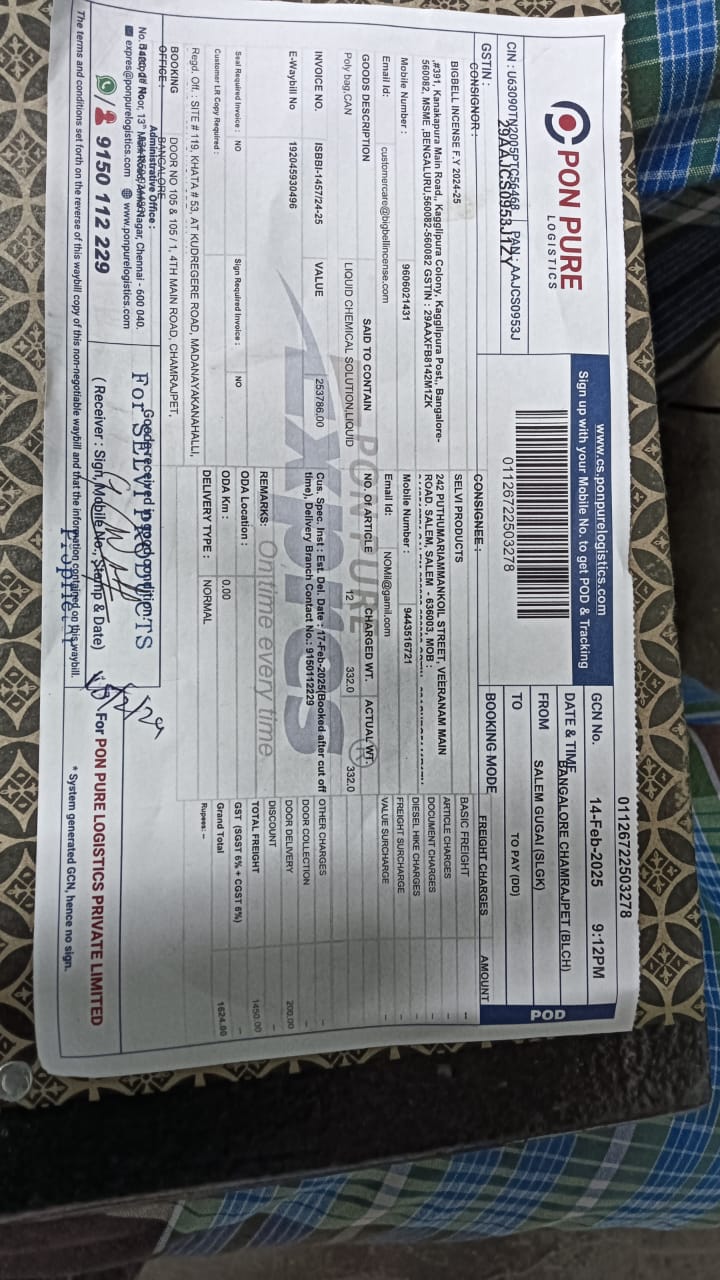 PON PURE
LOGISTICS
www.cs.ponpurelogistics.com
Sign up with your Mobile No. to get POD & Tracking
01126722503278
GCN No. 14-Feb-2025 9:12PM
DATE & TIME
BANGALORE CHAMRAJPET (BLCH)
FROM SALEM GUGAI (SLGK)
TO TO PAY (DD)
BOOKING MODE
POD
CIN : U63090TN2005PTC56468 PAN : AAJCS0953J
GSTIN : 29AAJCS0953J1ZY
01126722503278
CONSIGNOR :
BIGBELL INCENSE F.Y 2024-25
,#391, Kanakapura Main Road,, Kagglipura Colony, Kaggilipura Post,, Bangalore-
560082, MSME ,BENGALURU,560082-560082 GSTIN : 29AAXFB8142M1ZK
Mobile Number : 9606021431
Email Id: customercare@bigbellincense.com
CONSIGNEE :
SELVI PRODUCTS
242 PUTHUMARIAMMANKOIL STREET, VEERANAM MAIN
ROAD, SALEM, SALEM - 636003, MOB :
Mobile Number : 9443516721
Email Id: NOMil@gamil.com
FREIGHT CHARGES AMOUNT
BASIC FREIGHT –
ARTICLE CHARGES –
DOCUMENT CHARGES –
DIESEL HIKE CHARGES –
FREIGHT SURCHARGE –
VALUE SURCHARGE –
OTHER CHARGES –
DOOR COLLECTION –
DOOR DELIVERY 200.00
DISCOUNT –
TOTAL FREIGHT 1450.00
GST (SGST 6% + CGST 6%) –
Grand Total 1624.00
Rupees: –
GOODS DESCRIPTION SAID TO CONTAIN NO. OF ARTICLE CHARGED WT. ACTUAL WT.
Poly bag,CAN LIQUID CHEMICAL SOLUTION,LIQUID 12 332.0 332.0
PON PURE
Express
On time every time
INVOICE NO. ISBBI-1457/24-25 VALUE 253786.00
E-Waybill No 192045930496
Cus. Spec. Inst : Est. Del. Date : 17-Feb-2025(Booked after cut off
time), Delivery Branch Contact No.: 9150112229
REMARKS:
Seal Required Invoice : NO Sign Required Invoice : NO
ODA Location :
Customer LR Copy Required :
ODA Km : 0.00
DELIVERY TYPE : NORMAL
Regd. Off. : SITE # 119, KHATA # 53, AT KUDREGERE ROAD, MADANAYAKANAHALLI,
BOOKING OFFICE : DOOR NO 105 & 105 / 1, 4TH MAIN ROAD, CHAMRAJPET,
BANGALORE
Administrative Office :
Main Road, Anna Nagar, Chennai - 600 040.
expres@ponpurelogistics.com www.ponpurelogistics.com
9150 112 229
Goods received in good condition
For SELVI PRODUCTS
( Receiver : Sign, Mobile No., Stamp & Date)
Proprietor
For PON PURE LOGISTICS PRIVATE LIMITED
* System generated GCN, hence no sign.
The terms and conditions set forth on the reverse of this waybill copy of this non-negotiable waybill and that the information contained on this waybill.